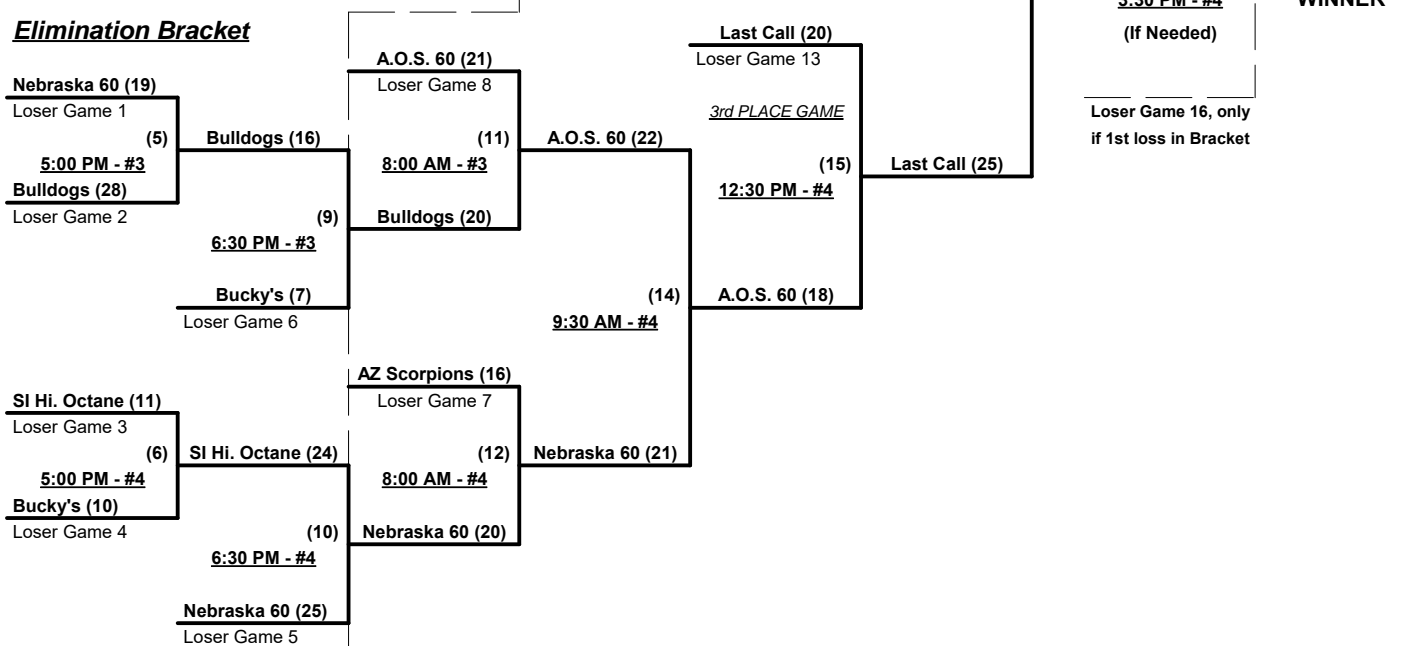 3:30 PM - #4
WINNER
Elimination Bracket
Last Call (20)
(If Needed)
A.O.S. 60 (21)
Loser Game 13
Nebraska 60 (19)
Loser Game 8
Loser Game 1
3rd PLACE GAME
Loser Game 16, only
if 1st loss in Bracket
(5)
Bulldogs (16)
(11)
A.O.S. 60 (22)
5:00 PM - #3
8:00 AM - #3
(15)
Last Call (25)
Bulldogs (28)
12:30 PM - #4
Loser Game 2
(9)
Bulldogs (20)
6:30 PM - #3
Bucky's (7)
(14)
A.O.S. 60 (18)
Loser Game 6
9:30 AM - #4
AZ Scorpions (16)
SI Hi. Octane (11)
Loser Game 7
Loser Game 3
(6)
SI Hi. Octane (24)
(12)
Nebraska 60 (21)
5:00 PM - #4
8:00 AM - #4
Bucky's (10)
Loser Game 4
(10)
Nebraska 60 (20)
6:30 PM - #4
Nebraska 60 (25)
Loser Game 5